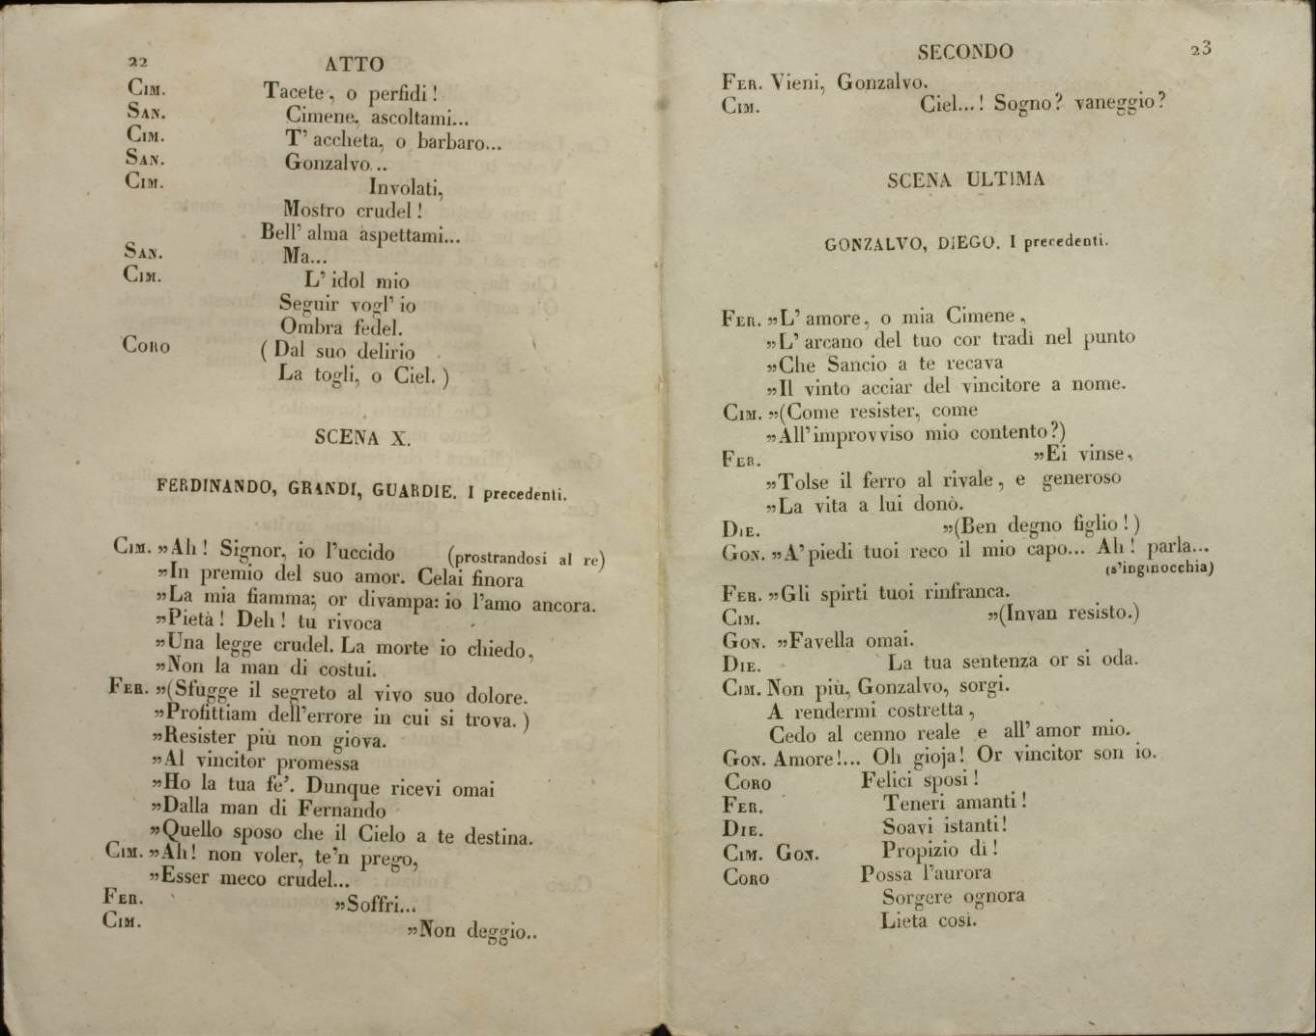 22 ATTO
CIM. Tacete, o perfidi!
SAN. Cimene, ascoltami...
CIM. T' accheta, o barbaro...
SAN. Gonzalvo...
CIM. Involati,
Mostro crudel!
Bell' alma aspettami...
SAN. Ma...
CIM. L' idol mio
Seguir vogl' io
Ombra fedel.
CORO (Dal suo delirio
La togli, o Ciel.)
SCENA X.
FERDINANDO, GRANDI, GUARDIE. I precedenti.
CIM. „Ah! Signor, io l'uccido (prostrandosi al re)
„In premio del suo amor. Celai finora
„La mia fiamma; or divampa: io l'amo ancora.
„Pietà! Deh! tu rivoca
„Una legge crudel. La morte io chiedo,
„Non la man di costui.
FER. „(Sfugge il segreto al vivo suo dolore.
„Profittiam dell'errore in cui si trova.)
„Resister più non giova.
„Al vincitor promessa
„Ho la tua fe'. Dunque ricevi omai
„Dalla man di Fernando
„Quello sposo che il Cielo a te destina.
CIM. „Ah! non voler, te'n prego,
„Esser meco crudel...
FER. „Soffri...
CIM. „Non deggio..
SECONDO 23
FER. Vieni, Gonzalvo.
CIM. Ciel...! Sogno? vaneggio?
SCENA ULTIMA
GONZALVO, DIEGO. I precedenti.
FER. „L' amore, o mia Cimene,
„L' arcano del tuo cor tradì nel punto
„Che Sancio a te recava
„Il vinto acciar del vincitore a nome.
CIM. „(Come resister, come
„All'improvviso mio contento?)
FER. „Ei vinse,
„Tolse il ferro al rivale, e generoso
„La vita a lui donò.
DIE. „(Ben degno figlio!)
GON. „A' piedi tuoi reco il mio capo... Ah! parla...
(s'inginocchia)
FER. „Gli spirti tuoi rinfranca.
CIM. „(Invan resisto.)
GON. „Favella omai.
DIE. La tua sentenza or si oda.
CIM. Non più, Gonzalvo, sorgi.
A rendermi costretta,
Cedo al cenno reale e all' amor mio.
GON. Amore!... Oh gioja! Or vincitor son io.
CORO Felici sposi!
FER. Teneri amanti!
DIE. Soavi istanti!
CIM. GON. Propizio dì!
CORO Possa l'aurora
Sorgere ognora
Lieta così.